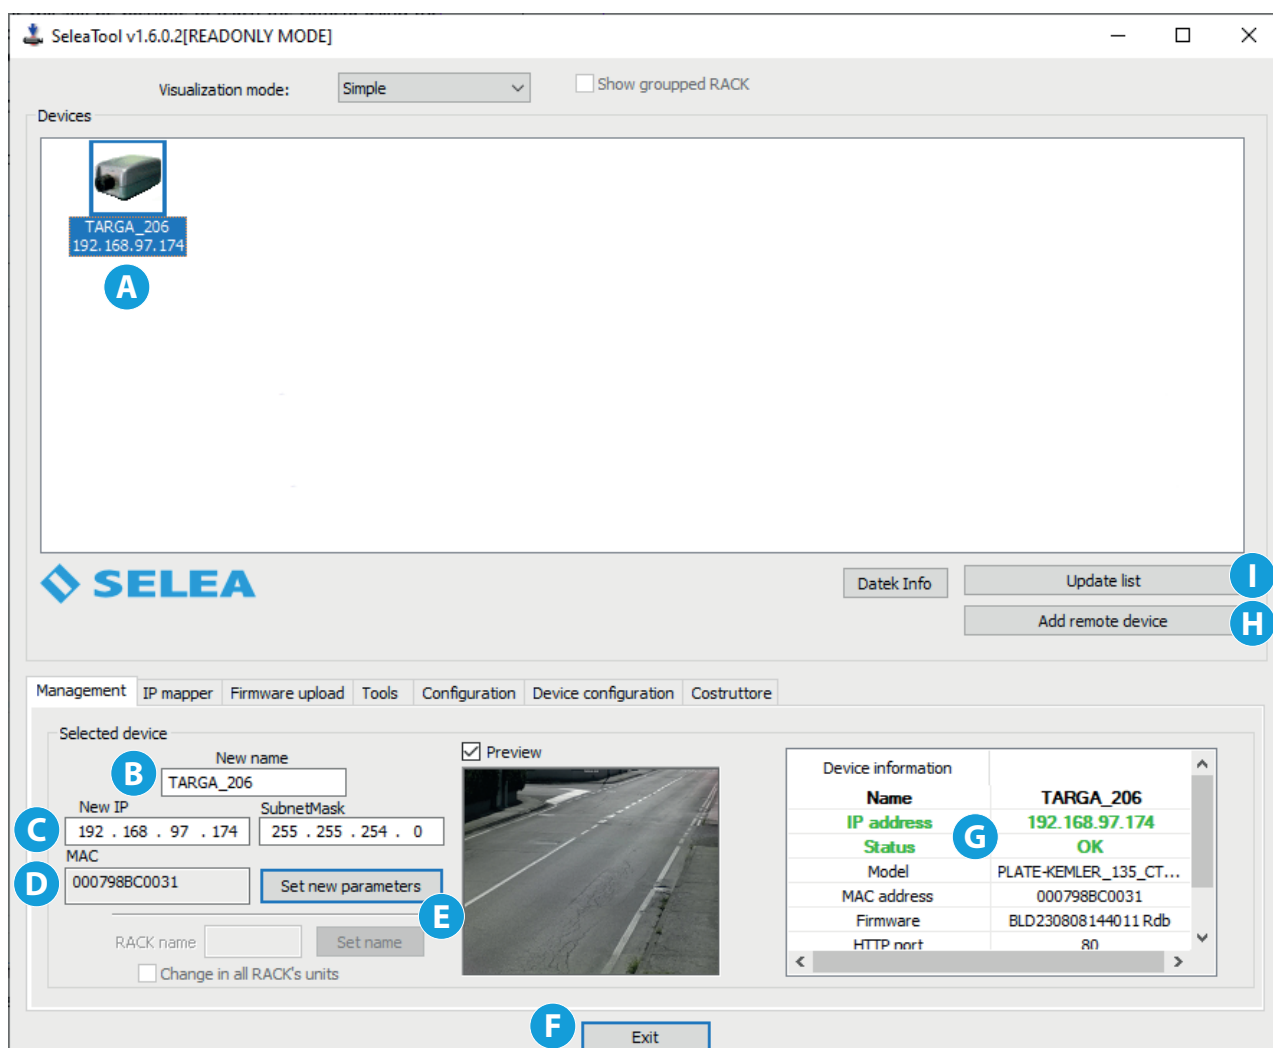 SeleaTool v1.6.0.2[READONLY MODE]
Visualization mode: Simple Show groupped RACK
Devices
TARGA_206
192.168.97.174
A
SELEA
Datek Info Update list I
Add remote device H
Management IP mapper Firmware upload Tools Configuration Device configuration Costruttore
Selected device
B New name
TARGA_206
New IP SubnetMask
C 192 . 168 . 97 . 174 255 . 255 . 254 . 0
MAC
D 000798BC0031 Set new parameters
E
RACK name Set name
Change in all RACK's units
Preview
Device information
Name TARGA_206
IP address 192.168.97.174
G
Status OK
Model PLATE-KEMLER_135_CT...
MAC address 000798BC0031
Firmware BLD230808144011 Rdb
HTTP port 80
F Exit